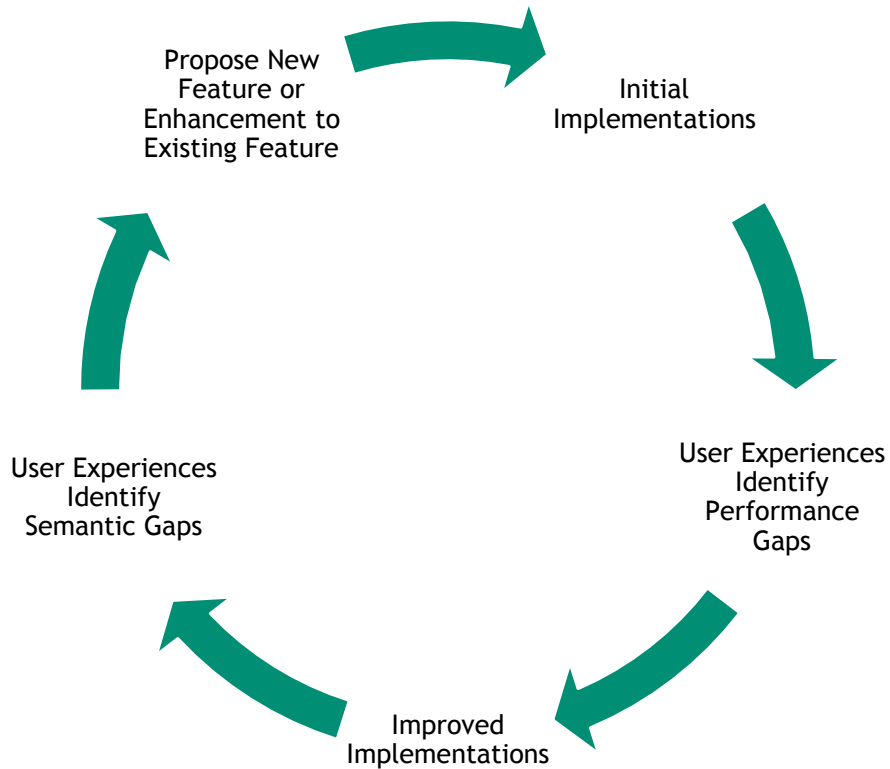 Propose New
Feature or
Enhancement to
Existing Feature
Initial
Implementations
User Experiences
Identify
Performance
Gaps
Improved
Implementations
User Experiences
Identify
Semantic Gaps